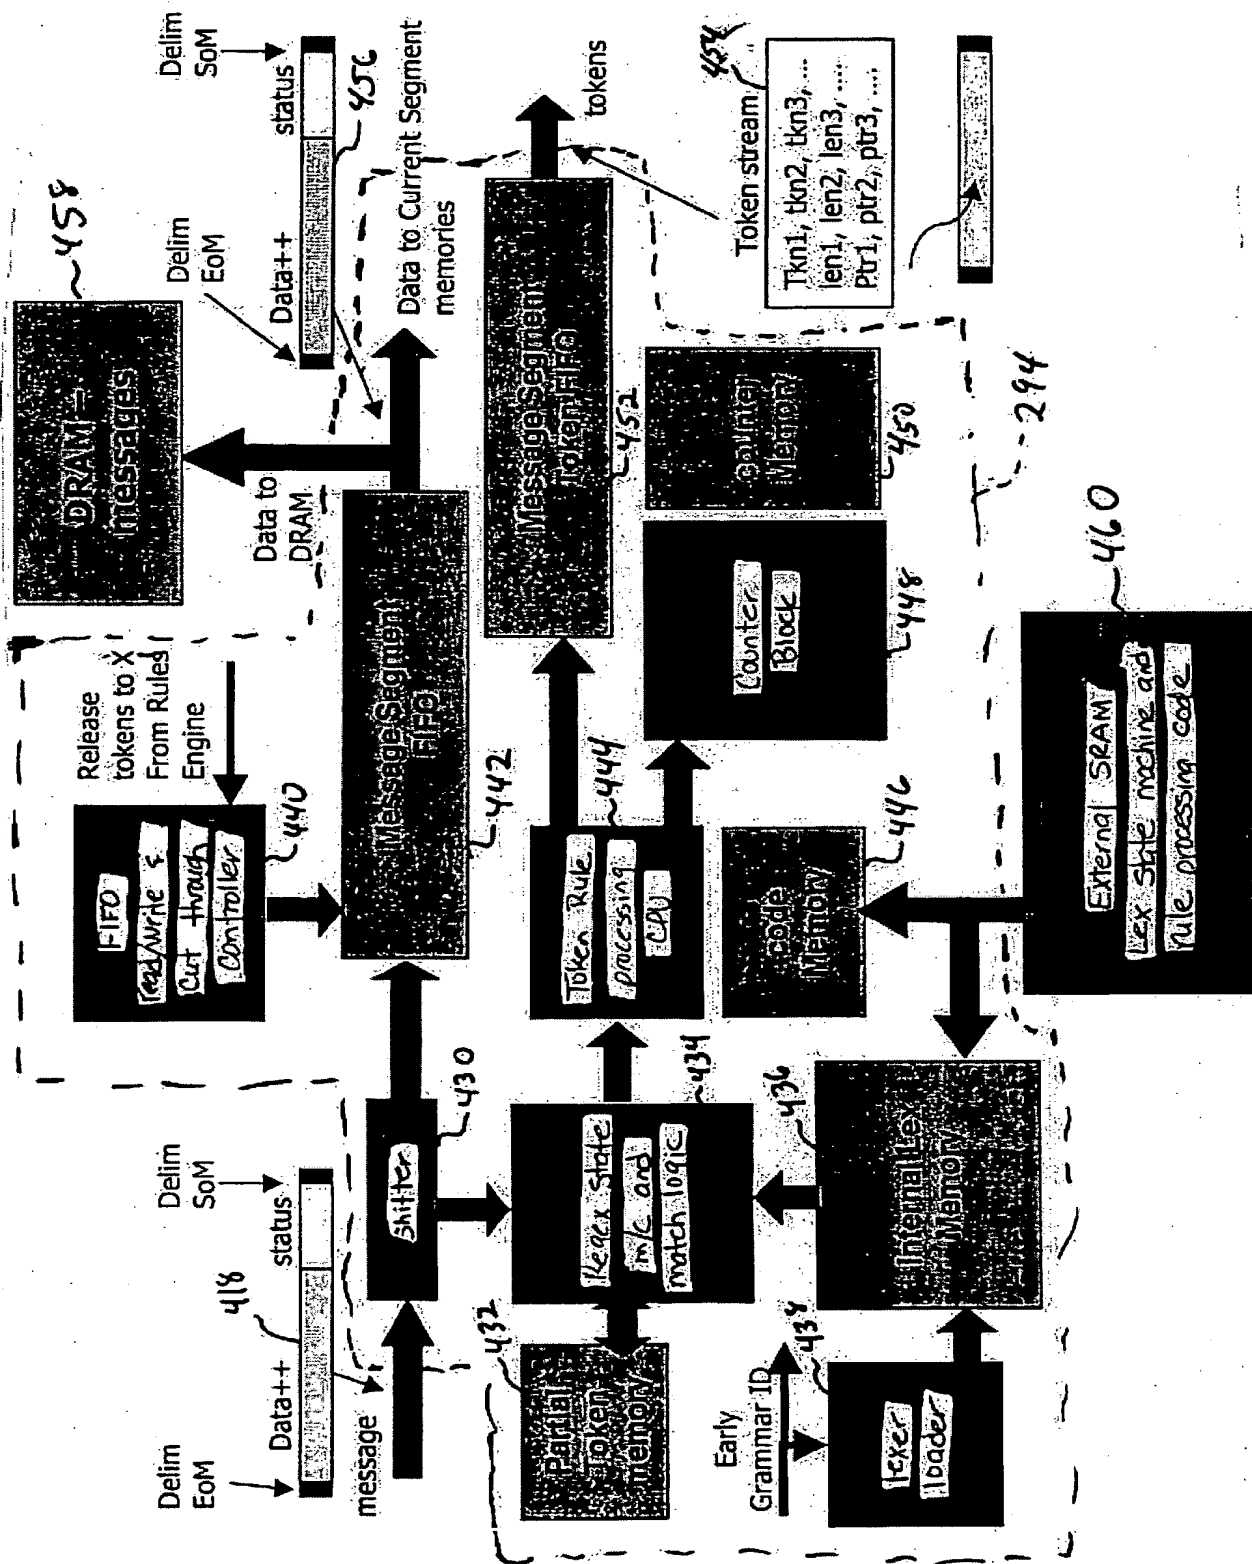 Delim
EoM
Data++
418
status
Delim
SoM
message
Shifter
430
FIFO
read/write &
Cut through
Controller
440
Release
tokens to X
From Rules
Engine
Message Segment
FIFO
442
Data to
DRAM
DRAM –
messages
458
Delim
EoM
Data++
status
Delim
SoM
456
Data to Current Segment
memories
Partial
Token
memory
432
Regex state
m/c and
match logic
434
Token Rule
processing
CPU
444
Message Segment
Token FIFO
452
tokens
Token stream
454
Tkn1, tkn2, tkn3, ...
len1, len2, len3, ....
Ptr1, ptr2, ptr3, ....
Early
Grammar ID
lexer
loader
438
Internal Lex
Memory
436
code
Memory
446
Counter
Block
448
counter
Memory
450
294
External SRAM
Lex State machine and
rule processing code
460